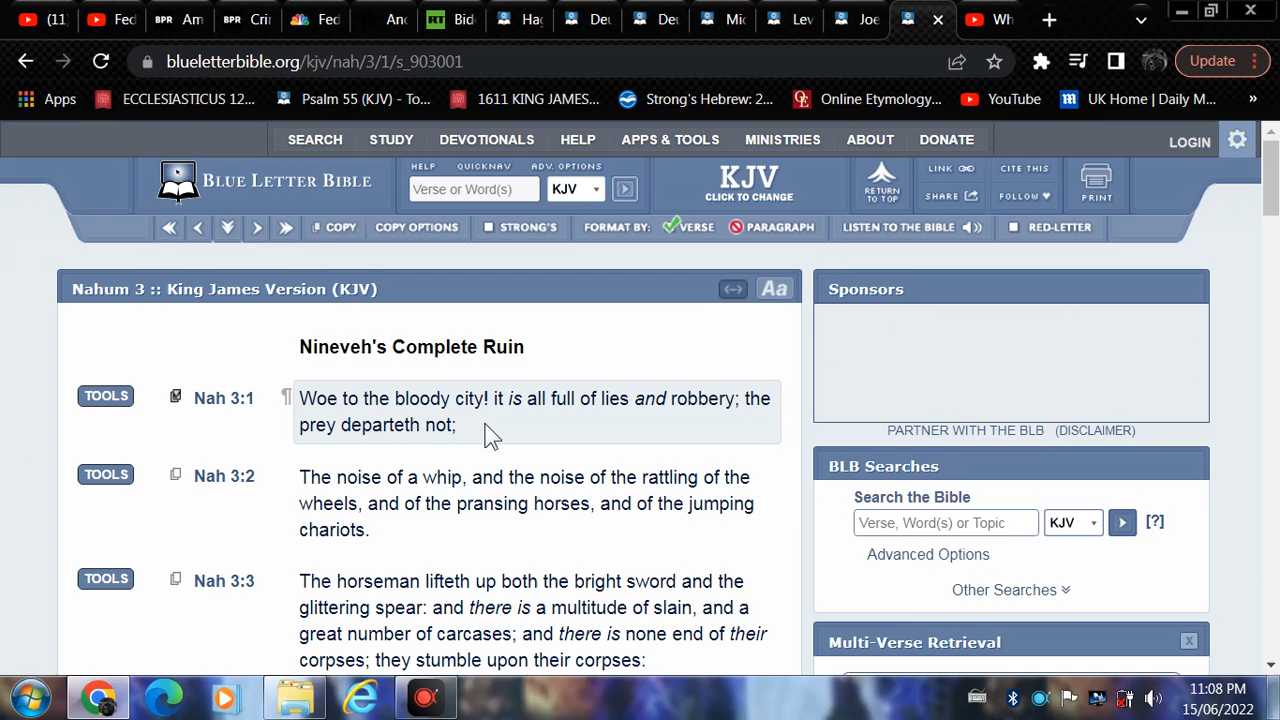 (11
Fed
BPR Am
BPR Cri
Fed
And
RT Bid
Hac
Deu
Deu
Mic
Lev
Joe
Wh
blueletterbible.org/kjv/nah/3/1/s_903001
Update
Apps
ECCLESIASTICUS 12...
Psalm 55 (KJV) - To...
1611 KING JAMES...
Strong's Hebrew: 2...
OE Online Etymology...
YouTube
UK Home | Daily M...
»
SEARCH STUDY DEVOTIONALS HELP APPS & TOOLS MINISTRIES ABOUT DONATE
LOGIN
BLUE LETTER BIBLE
HELP QUICKNAV ADV. OPTIONS
Verse or Word(s) KJV
KJV
CLICK TO CHANGE
RETURN
TO TOP
LINK
CITE THIS
SHARE
FOLLOW
PRINT
COPY COPY OPTIONS STRONG'S FORMAT BY: VERSE PARAGRAPH LISTEN TO THE BIBLE RED-LETTER
Nahum 3 :: King James Version (KJV)
Aa
Nineveh's Complete Ruin
TOOLS Nah 3:1 ¶ Woe to the bloody city! it is all full of lies and robbery; the
prey departeth not;
TOOLS Nah 3:2 The noise of a whip, and the noise of the rattling of the
wheels, and of the pransing horses, and of the jumping
chariots.
TOOLS Nah 3:3 The horseman lifteth up both the bright sword and the
glittering spear: and there is a multitude of slain, and a
great number of carcases; and there is none end of their
corpses; they stumble upon their corpses:
Sponsors
PARTNER WITH THE BLB (DISCLAIMER)
BLB Searches
Search the Bible
Verse, Word(s) or Topic KJV [?]
Advanced Options
Other Searches
Multi-Verse Retrieval
x
11:08 PM
15/06/2022